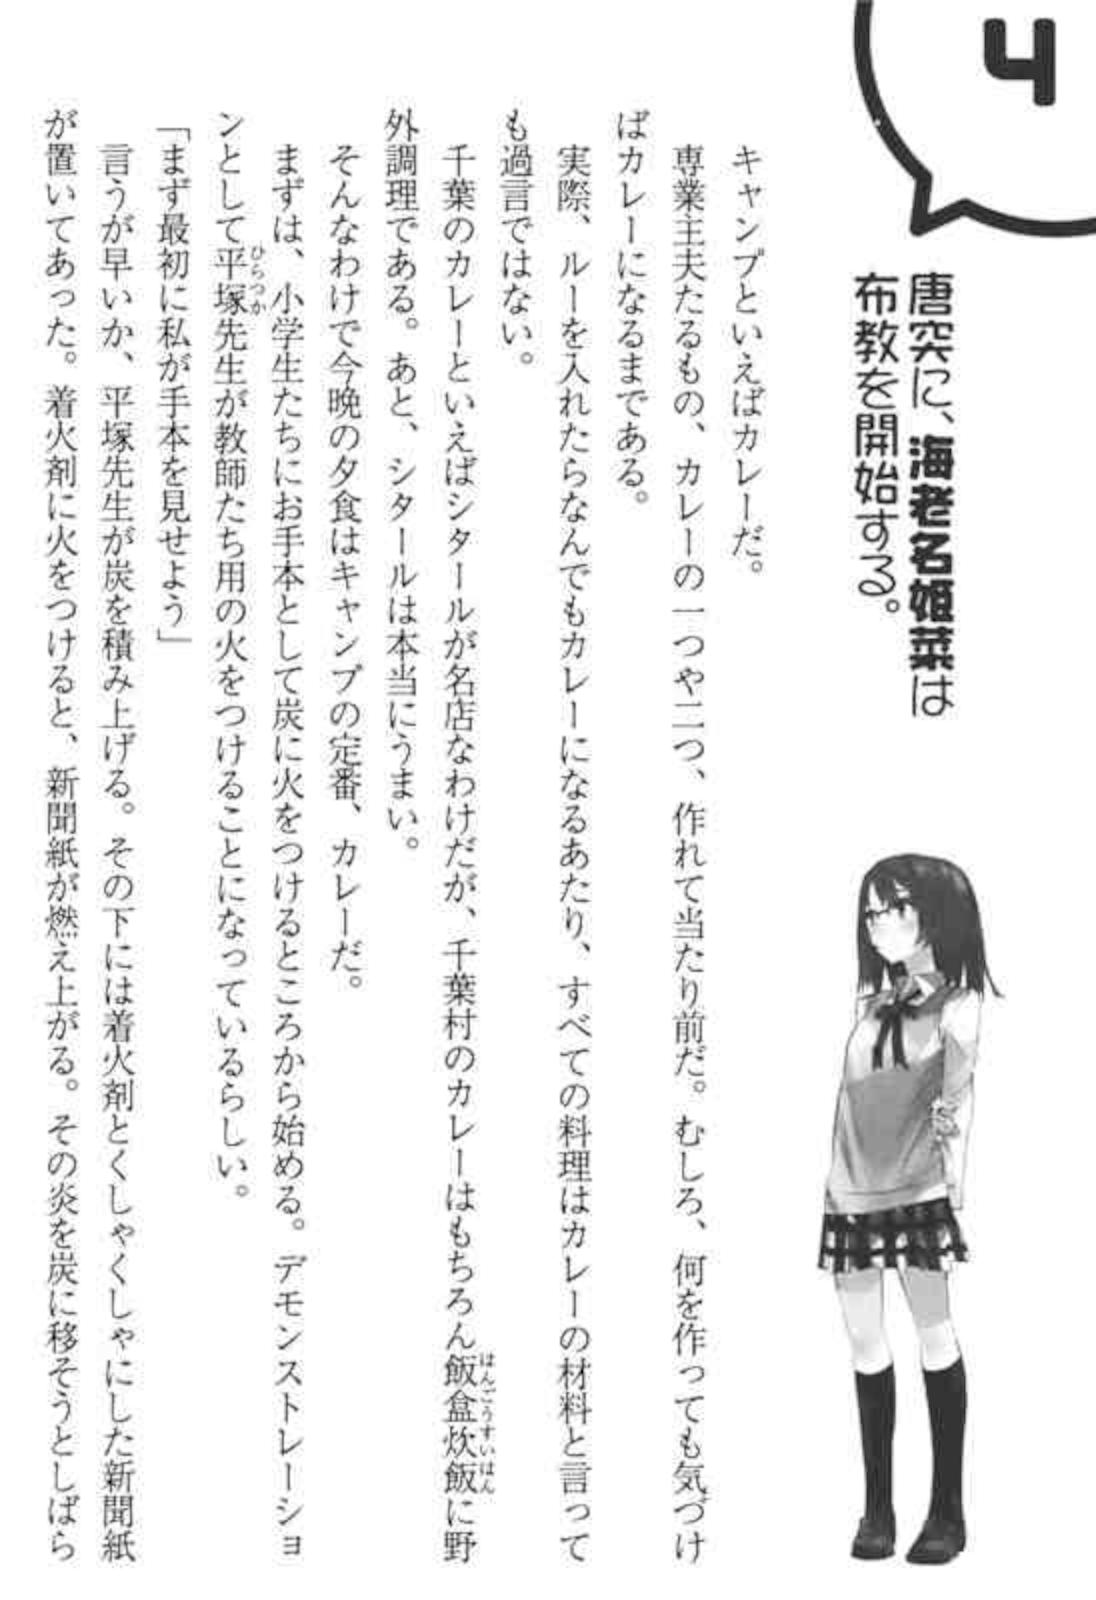 4
唐突に、海老名姫菜は
布教を開始する。
キャンプといえばカレーだ。
専業主夫たるもの、カレーの一つや二つ、作れて当たり前だ。むしろ、何を作っても気づけ
ばカレーになるまである。
実際、ルーを入れたらなんでもカレーになるあたり、すべての料理はカレーの材料と言って
も過言ではない。
千葉のカレーといえばシタールが名店なわけだが、千葉村のカレーはもちろん飯盒炊飯に野
はんごうすいはん
外調理である。あと、シタールは本当にうまい。
そんなわけで今晩の夕食はキャンプの定番、カレーだ。
まずは、小学生たちにお手本として炭に火をつけるところから始める。デモンストレーショ
ンとして平塚先生が教師たち用の火をつけることになっているらしい。
ひらつか
「まず最初に私が手本を見せよう」
言うが早いか、平塚先生が炭を積み上げる。その下には着火剤とくしゃくしゃにした新聞紙
が置いてあった。着火剤に火をつけると、新聞紙が燃え上がる。その炎を炭に移そうとしばら